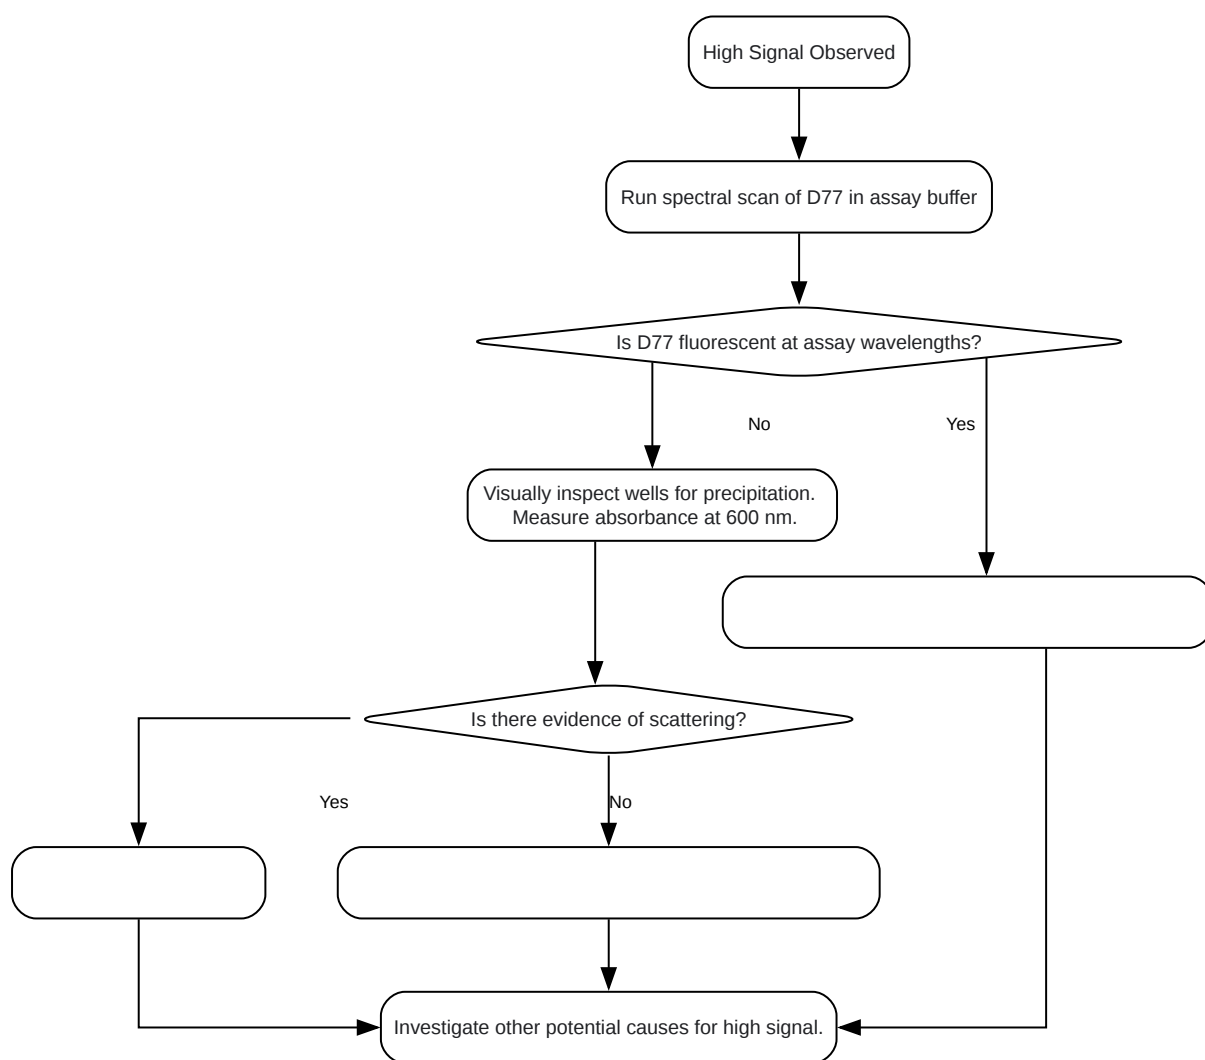 High Signal Observed
Run spectral scan of D77 in assay buffer
Is D77 fluorescent at assay wavelengths?
No
Yes
Visually inspect wells for precipitation.
Measure absorbance at 600 nm.
Is there evidence of scattering?
Yes
No
Investigate other potential causes for high signal.